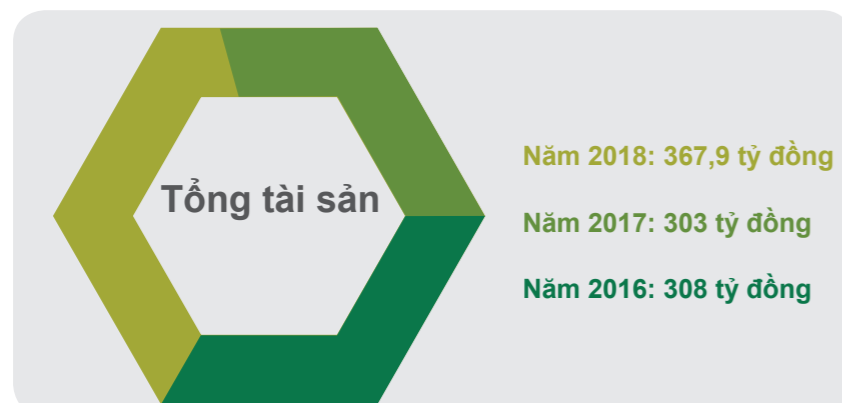 Tổng tài sản
Năm 2018: 367,9 tỷ đồng
Năm 2017: 303 tỷ đồng
Năm 2016: 308 tỷ đồng